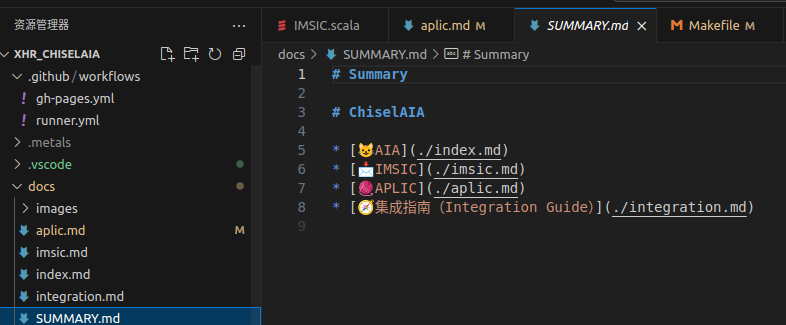 资源管理器
XHR_CHISELAIA
.github / workflows
gh-pages.yml
runner.yml
.metals
.vscode
docs
images
aplic.md M
imsic.md
index.md
integration.md
SUMMARY.md
IMSIC.scala
aplic.md M
SUMMARY.md
Makefile M
docs > SUMMARY.md > # Summary
1 # Summary
2
3 # ChiselAIA
4
5 * [😺AIA](./index.md)
6 * [📩IMSIC](./imsic.md)
7 * [🧶APLIC](./aplic.md)
8 * [🧭集成指南（Integration Guide）](./integration.md)
9